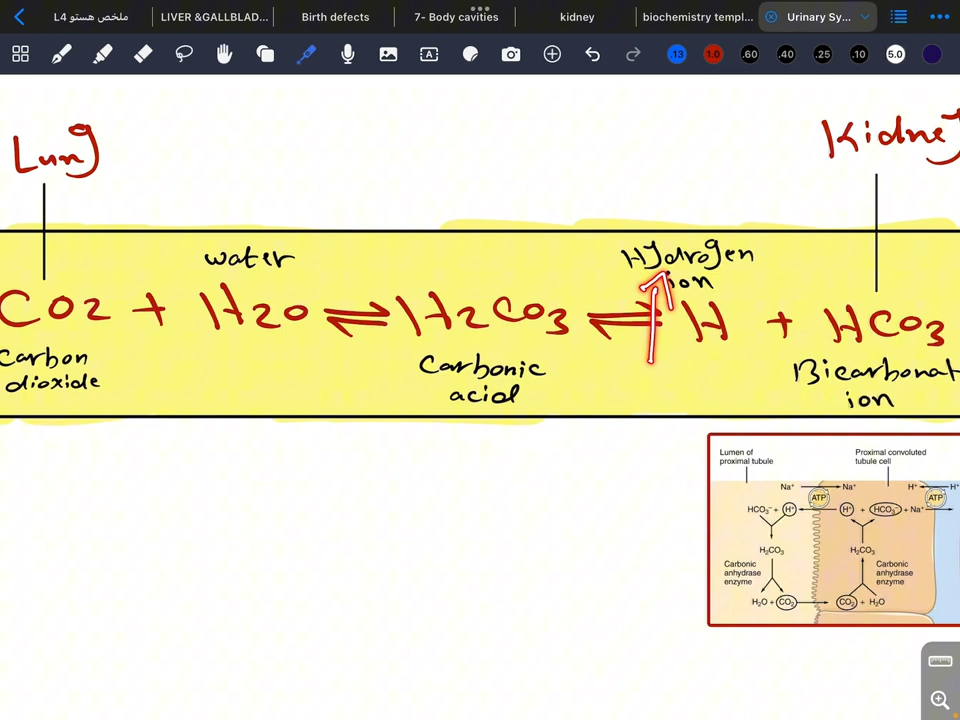 ملخص هستو L4
LIVER &GALLBLAD...
Birth defects
7- Body cavities
kidney
biochemistry templ...
Urinary Sy...
13
1.0
.60
.40
.25
.10
5.0
Lung
Kidney
water
Hydrogen
ion
CO2 + H2O ⇌ H2CO3 ⇌ H + HCO3
Carbon
dioxide
Carbonic
acid
Bicarbonat
ion
Lumen of
proximal tubule
Proximal convoluted
tubule cell
Na⁺ → Na⁺
H⁺ ← H⁺
ATP
ATP
HCO₃⁻ + H⁺
H⁺ + HCO₃⁻ + Na⁺
H₂CO₃
H₂CO₃
Carbonic
anhydrase
enzyme
Carbonic
anhydrase
enzyme
H₂O + CO₂
CO₂ + H₂O